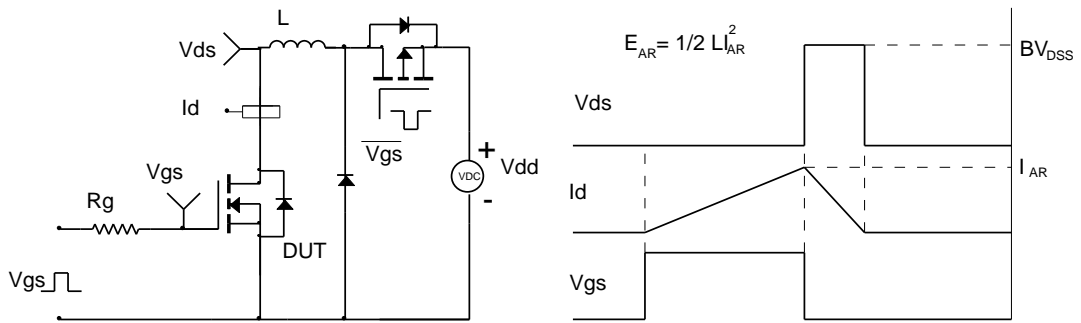 L
Vds
Id
Vgs
Vgs
Rg
DUT
Vgs
VDC
+
Vdd
-
E_AR = 1/2 LI_AR^2
Vds
BV_DSS
Id
I_AR
Vgs